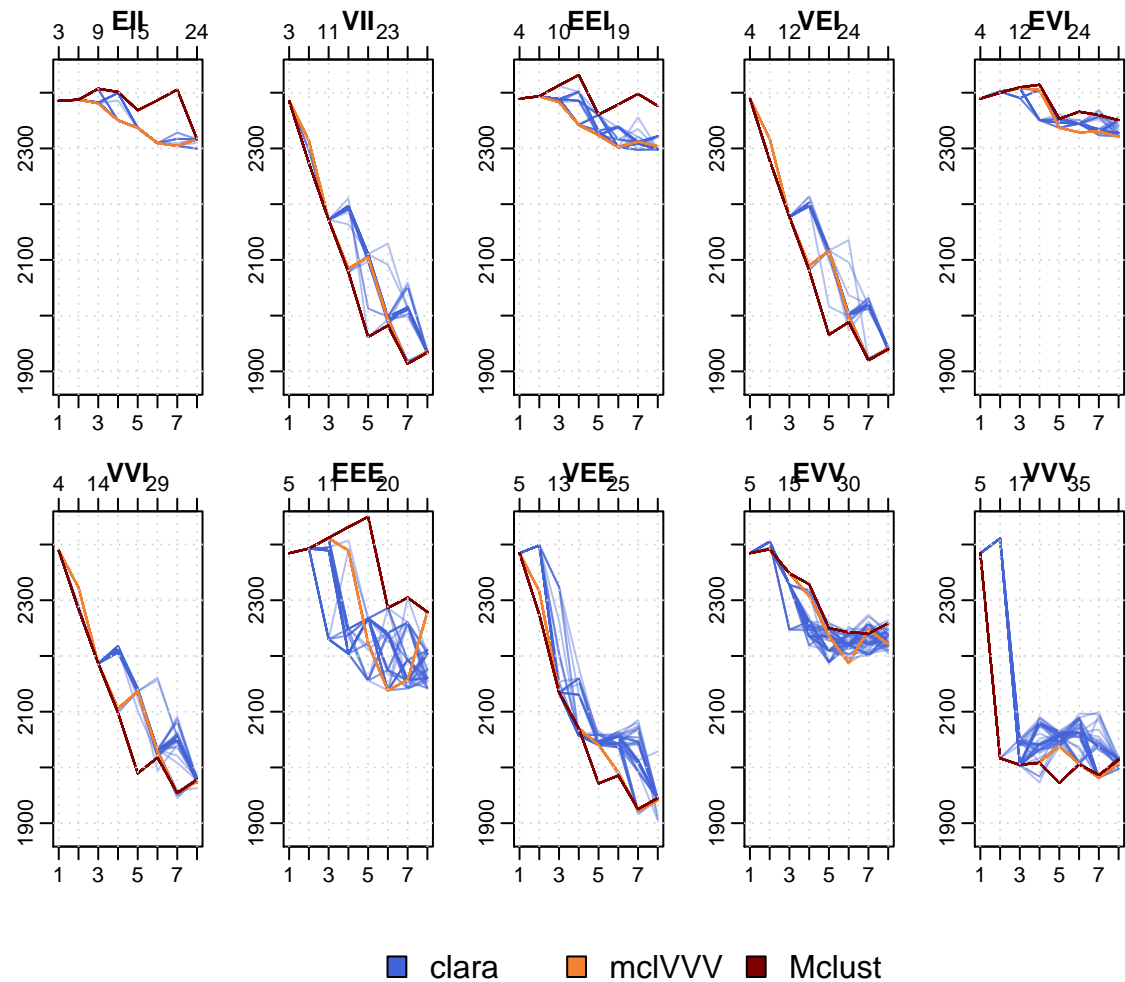 EII VII EEI VEI EVI
3 9 15 24 3 11 23 4 10 19 4 12 24 4 12 24
2300 2300 2300 2300 2300
2100 2100 2100 2100 2100
1900 1900 1900 1900 1900
1 3 5 7 1 3 5 7 1 3 5 7 1 3 5 7 1 3 5 7
VVI EEE VEE EVV VVV
4 14 29 5 11 20 5 13 25 5 15 30 5 17 35
2300 2300 2300 2300 2300
2100 2100 2100 2100 2100
1900 1900 1900 1900 1900
1 3 5 7 1 3 5 7 1 3 5 7 1 3 5 7 1 3 5 7
clara mclVVV Mclust